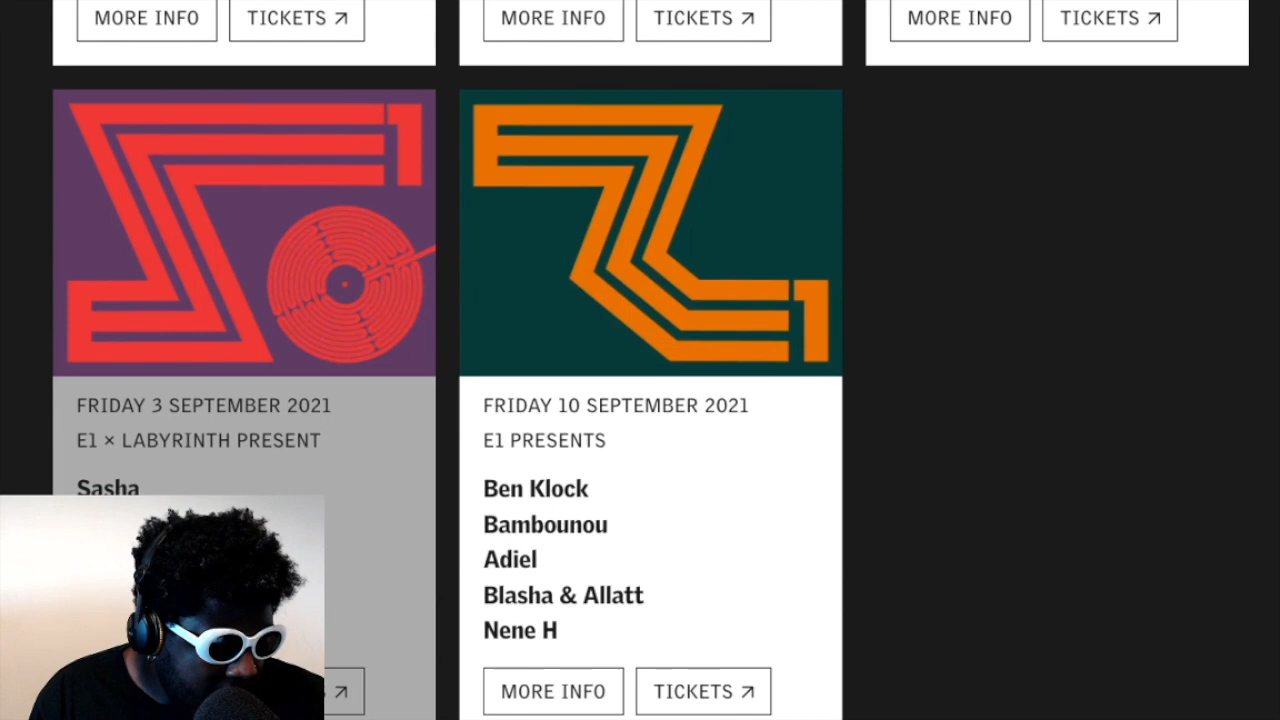 MORE INFO
TICKETS ↗
MORE INFO
TICKETS ↗
MORE INFO
TICKETS ↗
FRIDAY 3 SEPTEMBER 2021
E1 × LABYRINTH PRESENT
Sasha
FRIDAY 10 SEPTEMBER 2021
E1 PRESENTS
Ben Klock
Bambounou
Adiel
Blasha & Allatt
Nene H
MORE INFO
TICKETS ↗